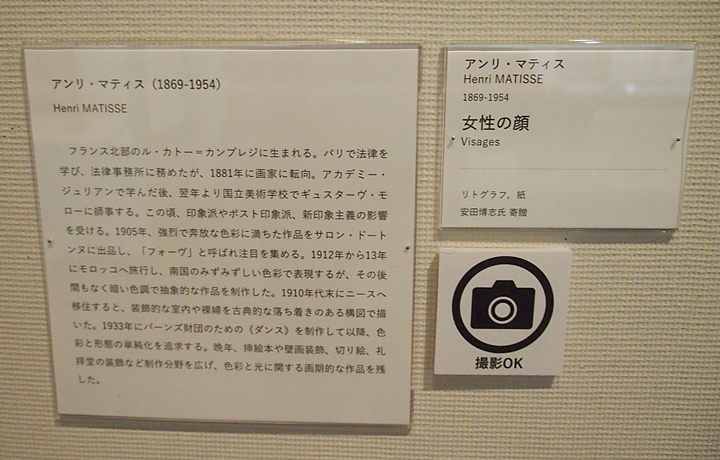 アンリ・マティス（1869-1954）
Henri MATISSE
フランス北部のル・カトー＝カンブレジに生まれる。パリで法律を
学び、法律事務所に務めたが、1881年に画家に転向。アカデミー・
ジュリアンで学んだ後、翌年より国立美術学校でギュスターヴ・モ
ローに師事する。この頃、印象派やポスト印象派、新印象主義の影響
を受ける。1905年、強烈で奔放な色彩に満ちた作品をサロン・ドート
ンヌに出品し、「フォーヴ」と呼ばれ注目を集める。1912年から13年
にモロッコへ旅行し、南国のみずみずしい色彩で表現するが、その後
間もなく暗い色調で抽象的な作品を制作した。1910年代末にニースへ
移住すると、装飾的な室内や裸婦を古典的な落ち着きのある構図で描
いた。1933年にバーンズ財団のための《ダンス》を制作して以降、色
彩と形態の単純化を追求する。晩年、挿絵本や壁画装飾、切り絵、礼
拝堂の装飾など制作分野を広げ、色彩と光に関する画期的な作品を残
した。
アンリ・マティス
Henri MATISSE
1869-1954
女性の顔
Visages
リトグラフ，紙
安田博志氏 寄贈
撮影OK